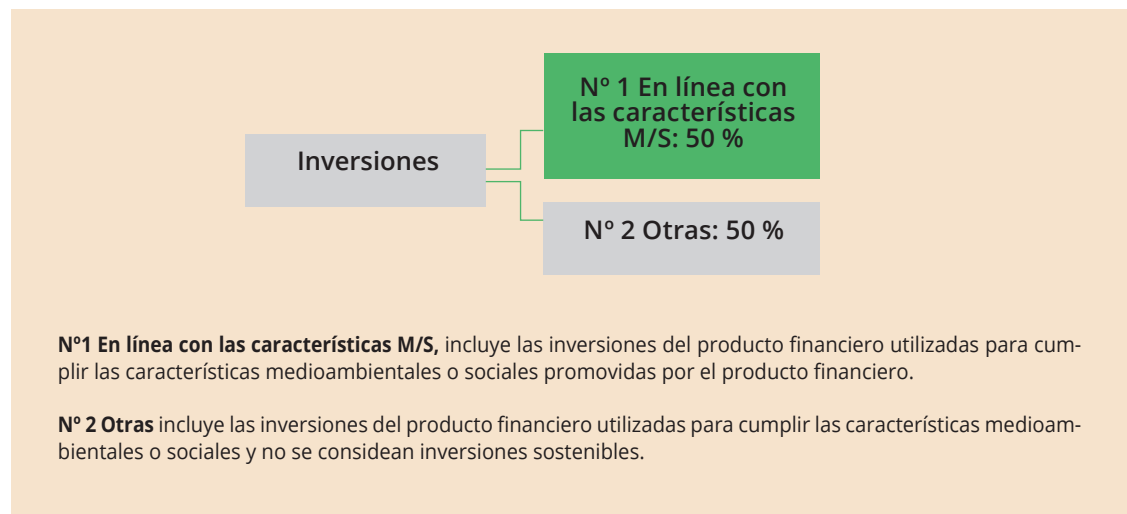 Nº 1 En línea con
las características
M/S: 50 %
Inversiones
Nº 2 Otras: 50 %
Nº1 En línea con las características M/S, incluye las inversiones del producto financiero utilizadas para cum-
plir las características medioambientales o sociales promovidas por el producto financiero.
Nº 2 Otras incluye las inversiones del producto financiero utilizadas para cumplir las características medioam-
bientales o sociales y no se considean inversiones sostenibles.